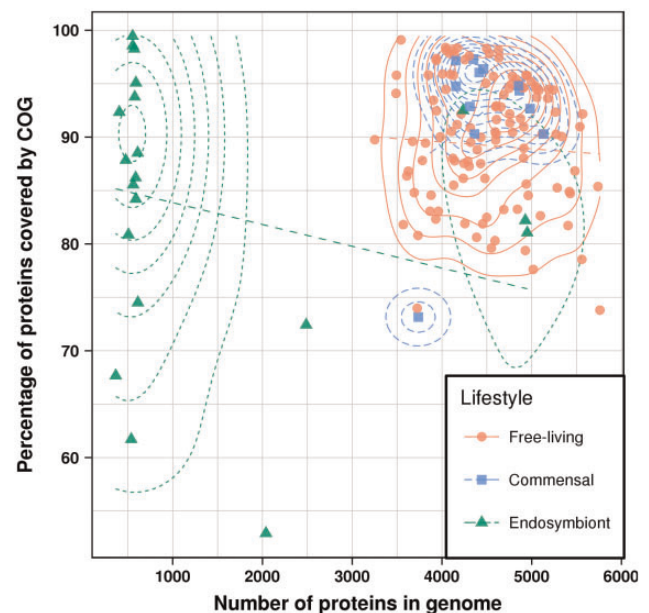 100
90
80
70
60
Percentage of proteins covered by COG
Lifestyle
Free-living
Commensal
Endosymbiont
1000 2000 3000 4000 5000 6000
Number of proteins in genome